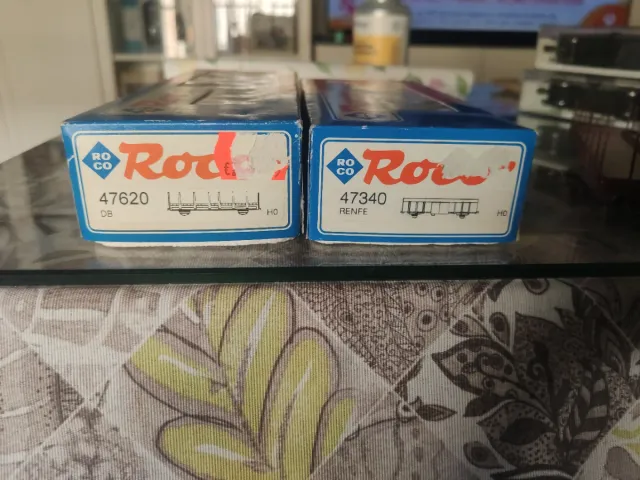 ROCO
Roco
47620
DB
H0
ROCO
Roco
47340
RENFE
H0